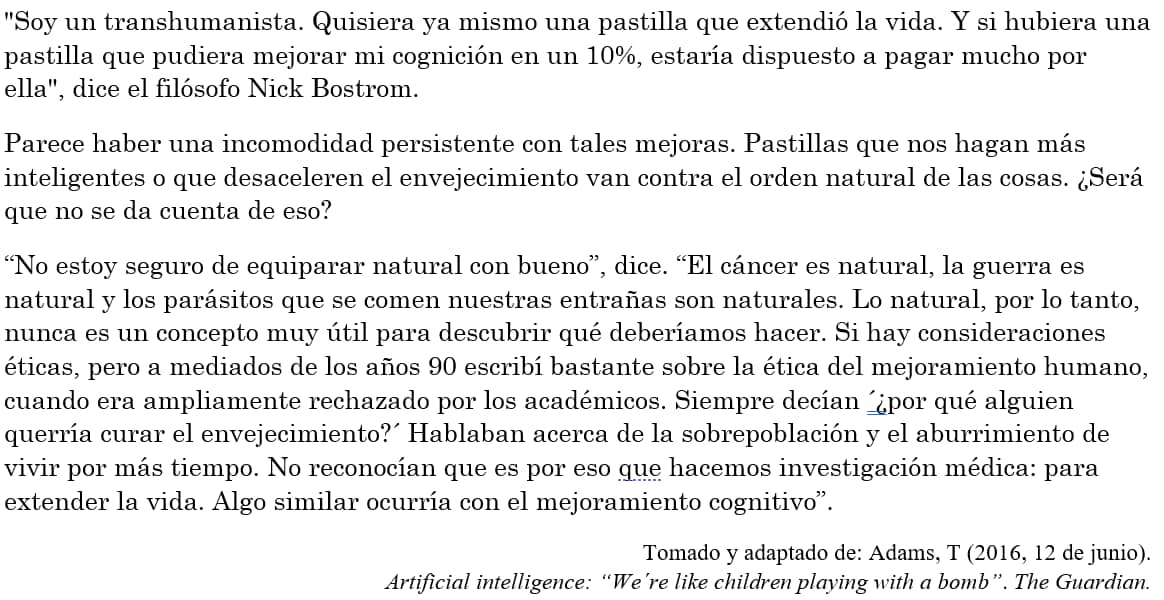 "Soy un transhumanista. Quisiera ya mismo una pastilla que extendió la vida. Y si hubiera una
pastilla que pudiera mejorar mi cognición en un 10%, estaría dispuesto a pagar mucho por
ella", dice el filósofo Nick Bostrom.
Parece haber una incomodidad persistente con tales mejoras. Pastillas que nos hagan más
inteligentes o que desaceleren el envejecimiento van contra el orden natural de las cosas. ¿Será
que no se da cuenta de eso?
“No estoy seguro de equiparar natural con bueno”, dice. “El cáncer es natural, la guerra es
natural y los parásitos que se comen nuestras entrañas son naturales. Lo natural, por lo tanto,
nunca es un concepto muy útil para descubrir qué deberíamos hacer. Si hay consideraciones
éticas, pero a mediados de los años 90 escribí bastante sobre la ética del mejoramiento humano,
cuando era ampliamente rechazado por los académicos. Siempre decían ´¿por qué alguien
querría curar el envejecimiento?´ Hablaban acerca de la sobrepoblación y el aburrimiento de
vivir por más tiempo. No reconocían que es por eso que hacemos investigación médica: para
extender la vida. Algo similar ocurría con el mejoramiento cognitivo”.
Tomado y adaptado de: Adams, T (2016, 12 de junio).
Artificial intelligence: “We´re like children playing with a bomb”. The Guardian.